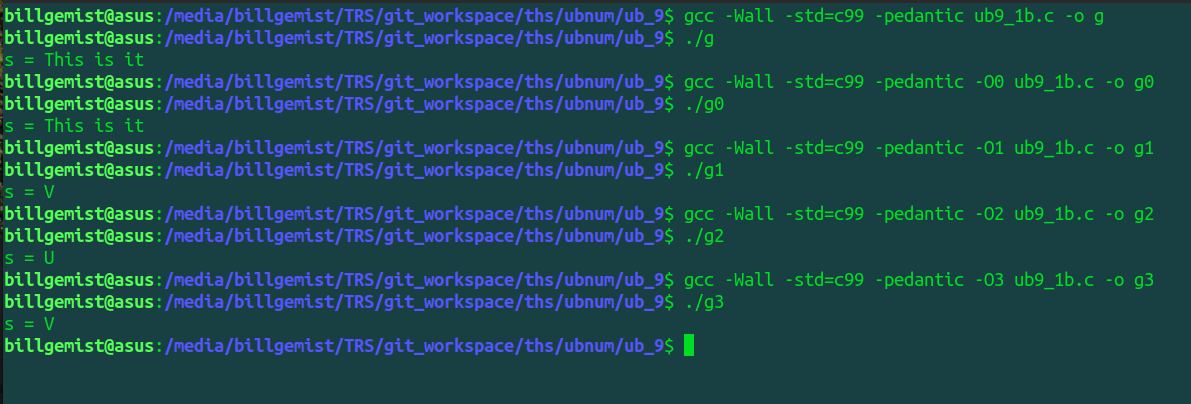 billgemist@asus:/media/billgemist/TRS/git_workspace/ths/ubnum/ub_9$ gcc -Wall -std=c99 -pedantic ub9_1b.c -o g
billgemist@asus:/media/billgemist/TRS/git_workspace/ths/ubnum/ub_9$ ./g
s = This is it
billgemist@asus:/media/billgemist/TRS/git_workspace/ths/ubnum/ub_9$ gcc -Wall -std=c99 -pedantic -O0 ub9_1b.c -o g0
billgemist@asus:/media/billgemist/TRS/git_workspace/ths/ubnum/ub_9$ ./g0
s = This is it
billgemist@asus:/media/billgemist/TRS/git_workspace/ths/ubnum/ub_9$ gcc -Wall -std=c99 -pedantic -O1 ub9_1b.c -o g1
billgemist@asus:/media/billgemist/TRS/git_workspace/ths/ubnum/ub_9$ ./g1
s = V
billgemist@asus:/media/billgemist/TRS/git_workspace/ths/ubnum/ub_9$ gcc -Wall -std=c99 -pedantic -O2 ub9_1b.c -o g2
billgemist@asus:/media/billgemist/TRS/git_workspace/ths/ubnum/ub_9$ ./g2
s = U
billgemist@asus:/media/billgemist/TRS/git_workspace/ths/ubnum/ub_9$ gcc -Wall -std=c99 -pedantic -O3 ub9_1b.c -o g3
billgemist@asus:/media/billgemist/TRS/git_workspace/ths/ubnum/ub_9$ ./g3
s = V
billgemist@asus:/media/billgemist/TRS/git_workspace/ths/ubnum/ub_9$